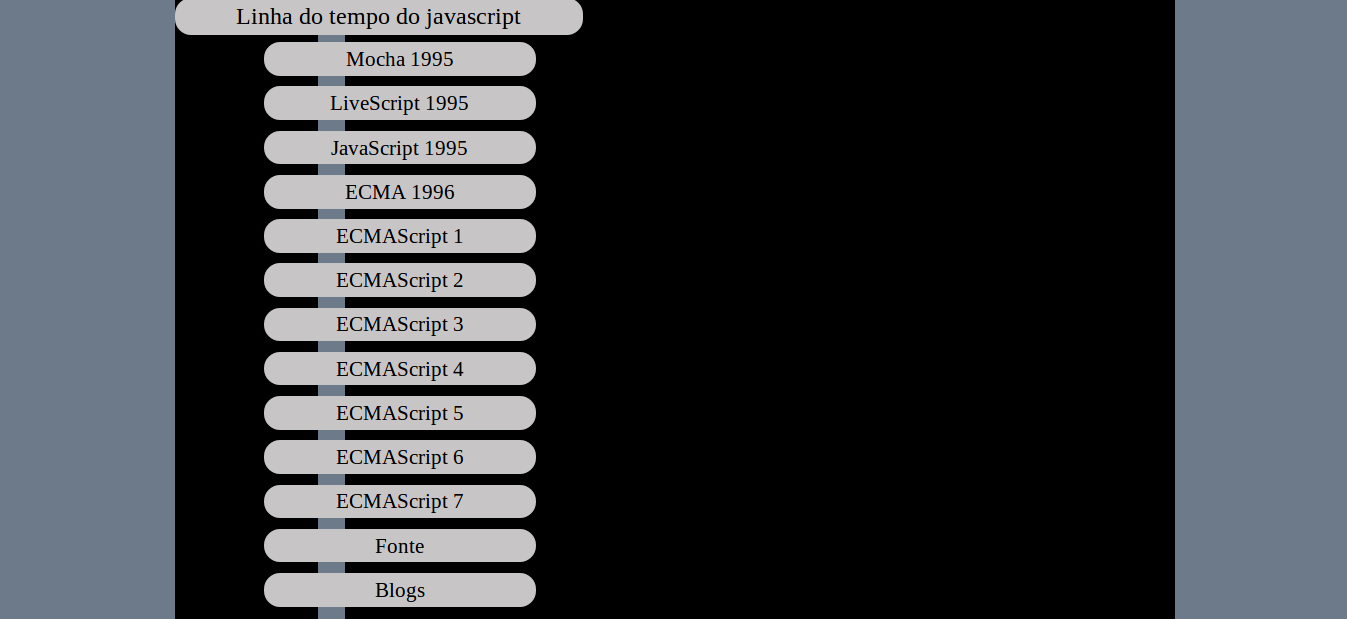 Linha do tempo do javascript
Mocha 1995
LiveScript 1995
JavaScript 1995
ECMA 1996
ECMAScript 1
ECMAScript 2
ECMAScript 3
ECMAScript 4
ECMAScript 5
ECMAScript 6
ECMAScript 7
Fonte
Blogs